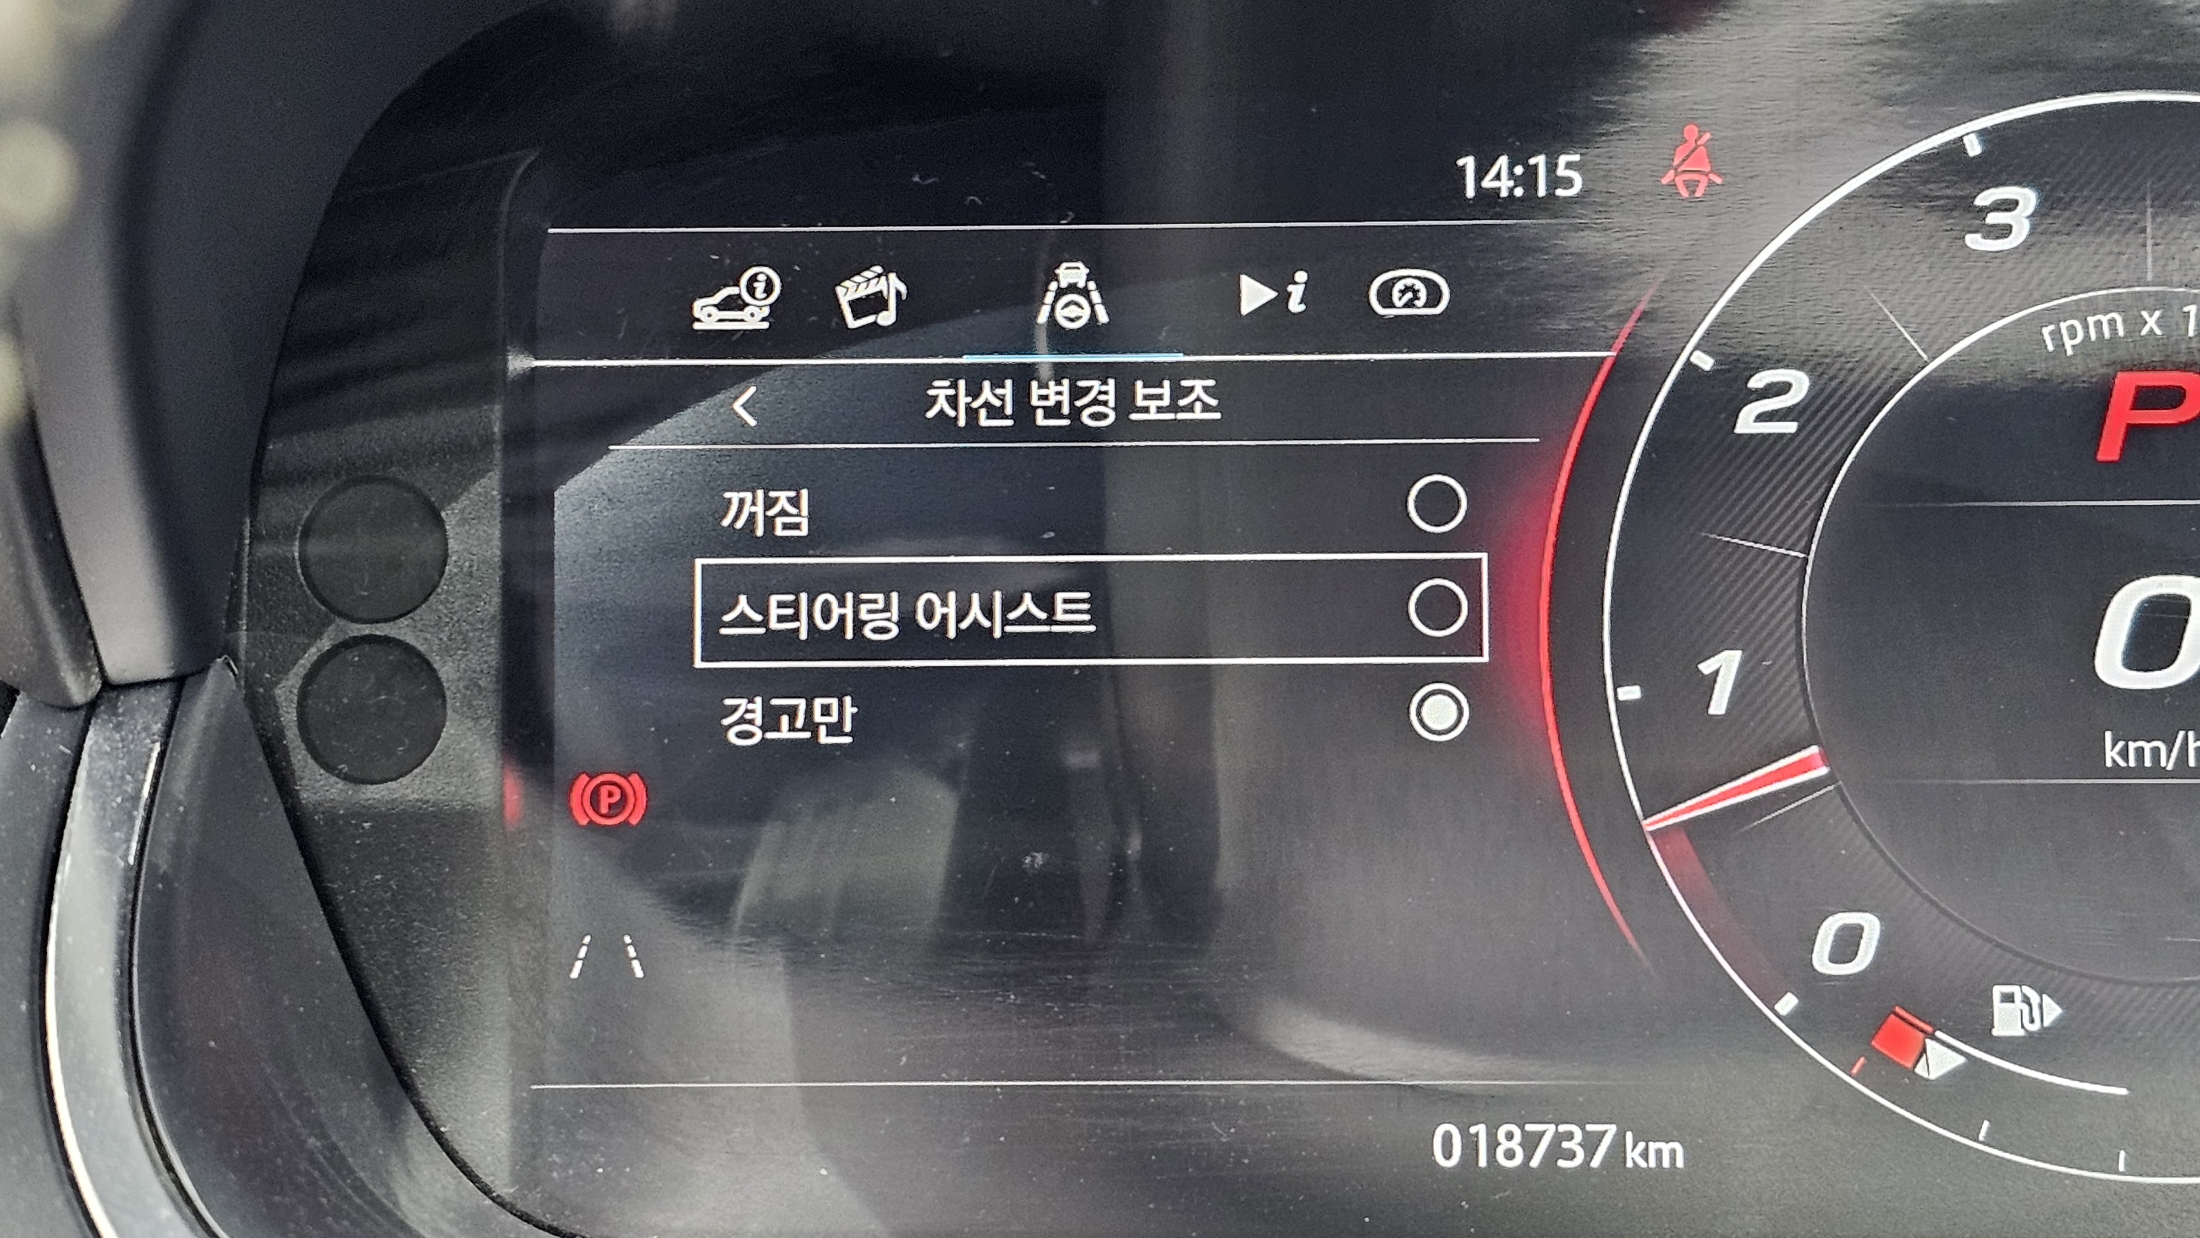 14:15
차선 변경 보조
꺼짐
스티어링 어시스트
경고만
018737 km
3
rpm x 1
2
P
1
0
km/h
0